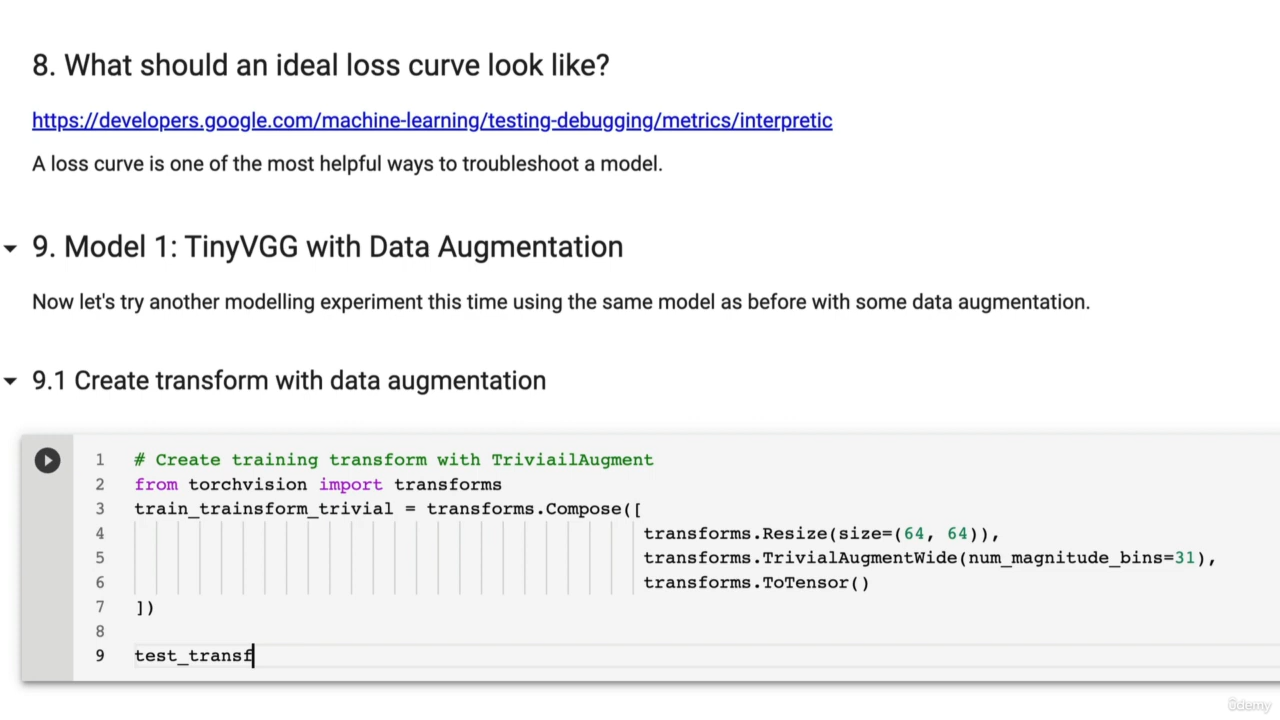 8. What should an ideal loss curve look like?
https://developers.google.com/machine-learning/testing-debugging/metrics/interpretic
A loss curve is one of the most helpful ways to troubleshoot a model.
9. Model 1: TinyVGG with Data Augmentation
Now let's try another modelling experiment this time using the same model as before with some data augmentation.
9.1 Create transform with data augmentation
1 # Create training transform with TriviailAugment
2 from torchvision import transforms
3 train_trainsform_trivial = transforms.Compose([
4 transforms.Resize(size=(64, 64)),
5 transforms.TrivialAugmentWide(num_magnitude_bins=31),
6 transforms.ToTensor()
7 ])
8
9 test_transf
ûdemy